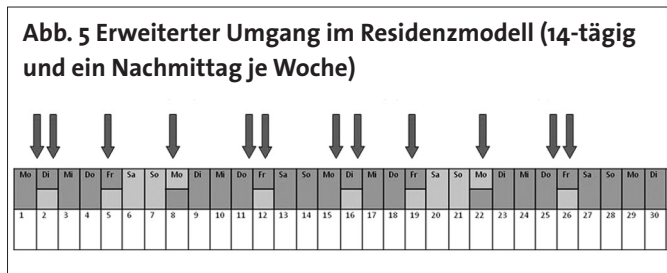 Abb. 5 Erweiterter Umgang im Residenzmodell (14-tägig
und ein Nachmittag je Woche)
Mo Di Mi Do Fr Sa So Mo Di Mi Do Fr Sa So Mo Di Mi Do Fr Sa So Mo Di Mi Do Fr Sa So Mo Di
1 2 3 4 5 6 7 8 9 10 11 12 13 14 15 16 17 18 19 20 21 22 23 24 25 26 27 28 29 30